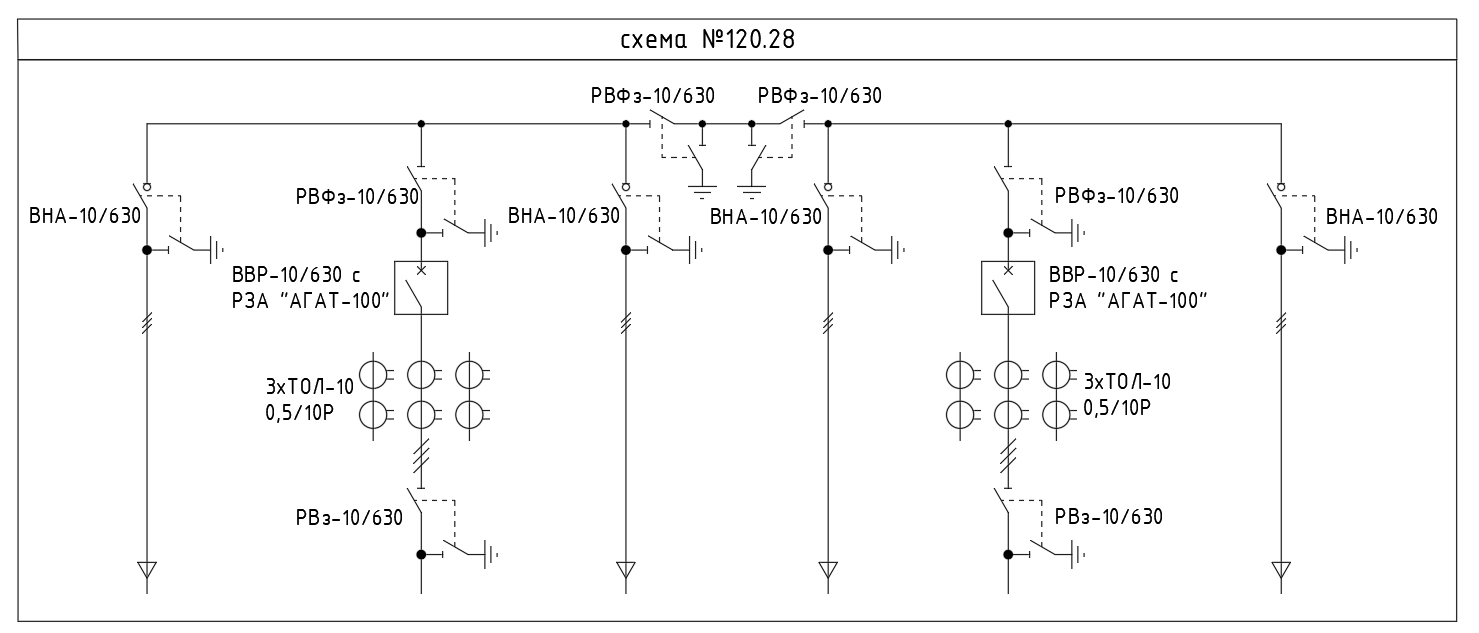 схема №120.28
РВФз-10/630 РВФз-10/630
РВФз-10/630 РВФз-10/630
ВНА-10/630 ВНА-10/630 ВНА-10/630 ВНА-10/630
ВВР-10/630 с ВВР-10/630 с
РЗА "АГАТ-100" РЗА "АГАТ-100"
3хТОЛ-10 3хТОЛ-10
0,5/10Р 0,5/10Р
РВз-10/630 РВз-10/630